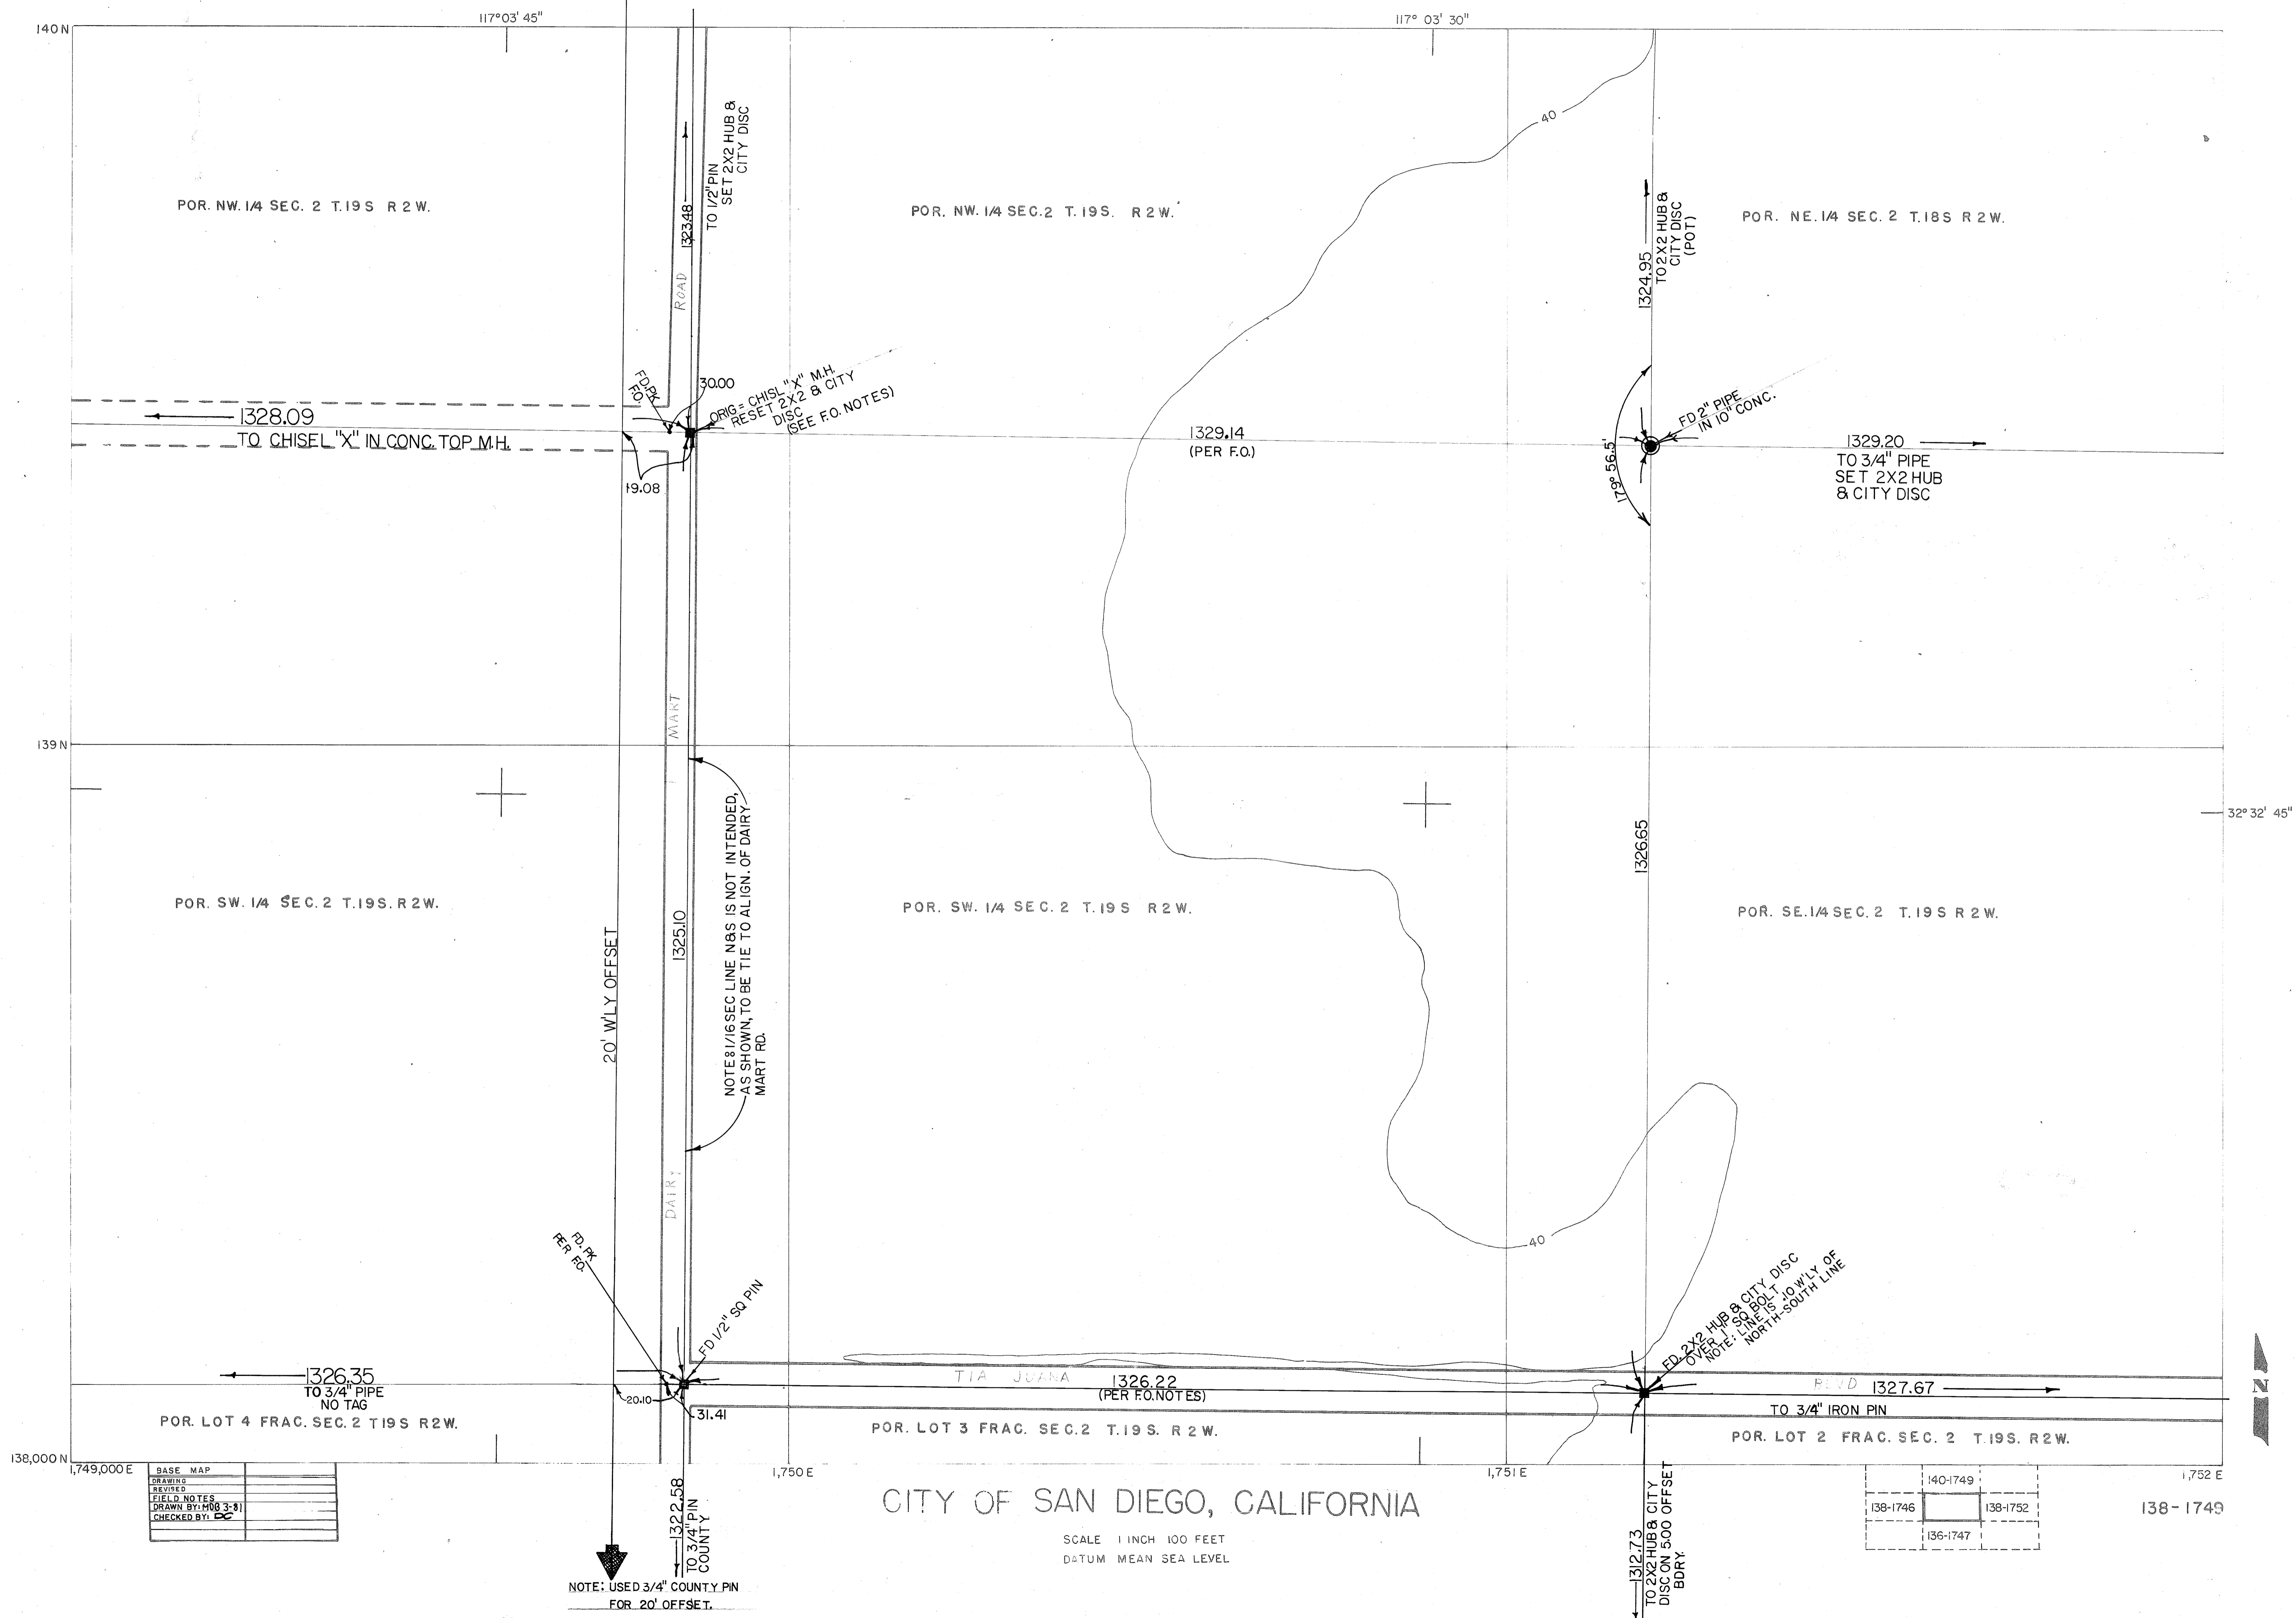 117° 03' 45"
117° 03' 30"
140 N
POR. NW. 1/4 SEC. 2 T.19 S R 2 W.
TO 1/2" PIN
SET 2X2 HUB &
CITY DISC
1323.48
ROAD
POR. NW. 1/4 SEC. 2 T. 19 S. R 2 W.
40
1324.95
TO 2 X 2 HUB &
CITY DISC
(POT)
POR. NE. 1/4 SEC. 2 T.18 S R 2 W.
1328.09
TO CHISEL "X" IN CONC. TOP M.H.
FD. PK
F.O.
30.00
ORIG = CHISL "X" M.H.
RESET 2X2 & CITY
DISC
(SEE F.O. NOTES)
19.08
1329.14
(PER F.O.)
179° 56.5'
FD 2" PIPE
IN 10" CONC.
1329.20
TO 3/4" PIPE
SET 2X2 HUB
& CITY DISC
MART
139 N
32° 32' 45"
POR. SW. 1/4 SEC. 2 T.19 S. R 2 W.
20' W'LY OFFSET
1325.10
NOTE: 1/16 SEC LINE N&S IS NOT INTENDED,
AS SHOWN, TO BE TIE TO ALIGN. OF DAIRY
MART RD.
POR. SW. 1/4 SEC. 2 T. 19 S R 2 W.
1326.65
POR. SE. 1/4 SEC. 2 T. 19 S R 2 W.
DAIRY
40
FD. PK
PER F.O.
FD 1/2" SQ PIN
FD. 2X2 HUB & CITY DISC
OVER 1" SQ BOLT
NOTE: LINE IS .10 W'LY OF
NORTH-SOUTH LINE
1326.35
TO 3/4" PIPE
NO TAG
20.10
31.41
TIA JUANA
1326.22
(PER F.O. NOTES)
BLVD
1327.67
TO 3/4" IRON PIN
POR. LOT 4 FRAC. SEC. 2 T 19 S R 2 W.
POR. LOT 3 FRAC. SEC. 2 T. 19 S. R 2 W.
POR. LOT 2 FRAC. SEC. 2 T. 19 S. R 2 W.
138,000 N
1,749,000 E
1,750 E
1,751 E
1,752 E
BASE MAP
DRAWING
REVISED
FIELD NOTES
DRAWN BY: MDB 3-81
CHECKED BY: DC
1322.58
TO 3/4" PIN
COUNTY
NOTE: USED 3/4" COUNTY PIN
FOR 20' OFFSET.
CITY OF SAN DIEGO, CALIFORNIA
SCALE 1 INCH 100 FEET
DATUM MEAN SEA LEVEL
1312.73
TO 2X2 HUB & CITY
DISC ON 5.00 OFFSET
BDRY.
140-1749
138-1746
138-1752
136-1747
138-1749
N